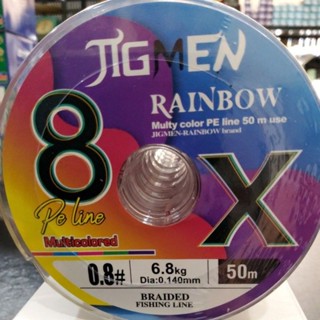 JIGMEN
RAINBOW
Multy color PE line 50 m use
JIGMEN-RAINBOW brand
8 X
Pe line
Multicolored
0.8# 6.8kg 50m
Dia:0.140mm
BRAIDED
FISHING LINE